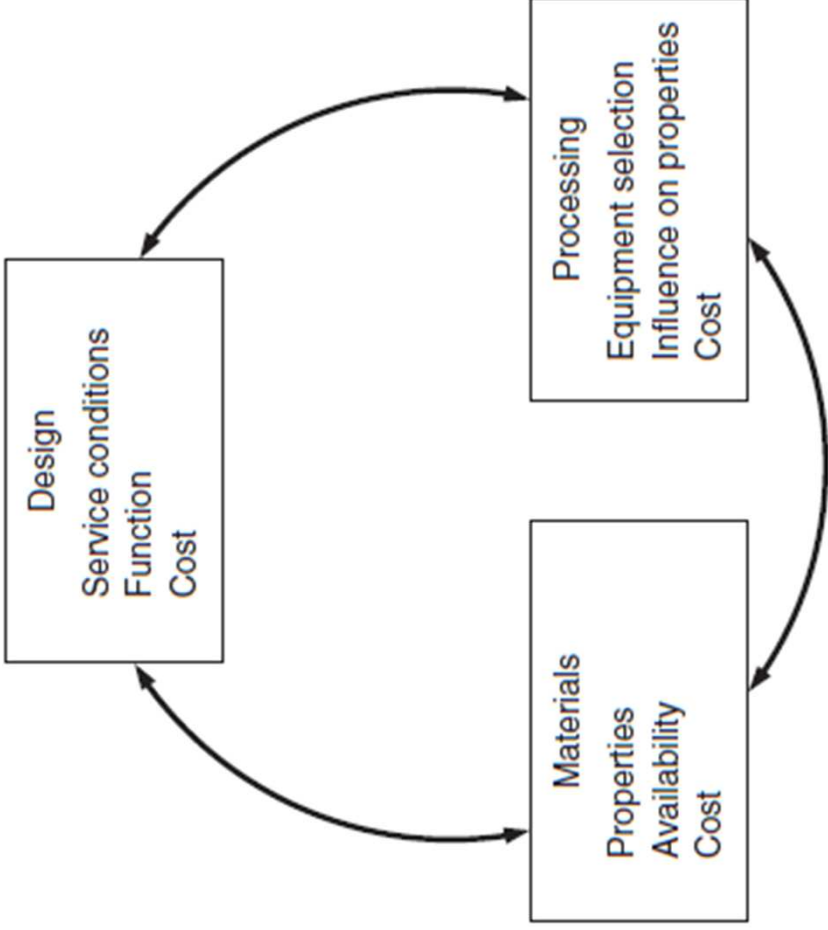 Design
Service conditions
Function
Cost
Materials
Properties
Availability
Cost
Processing
Equipment selection
Influence on properties
Cost